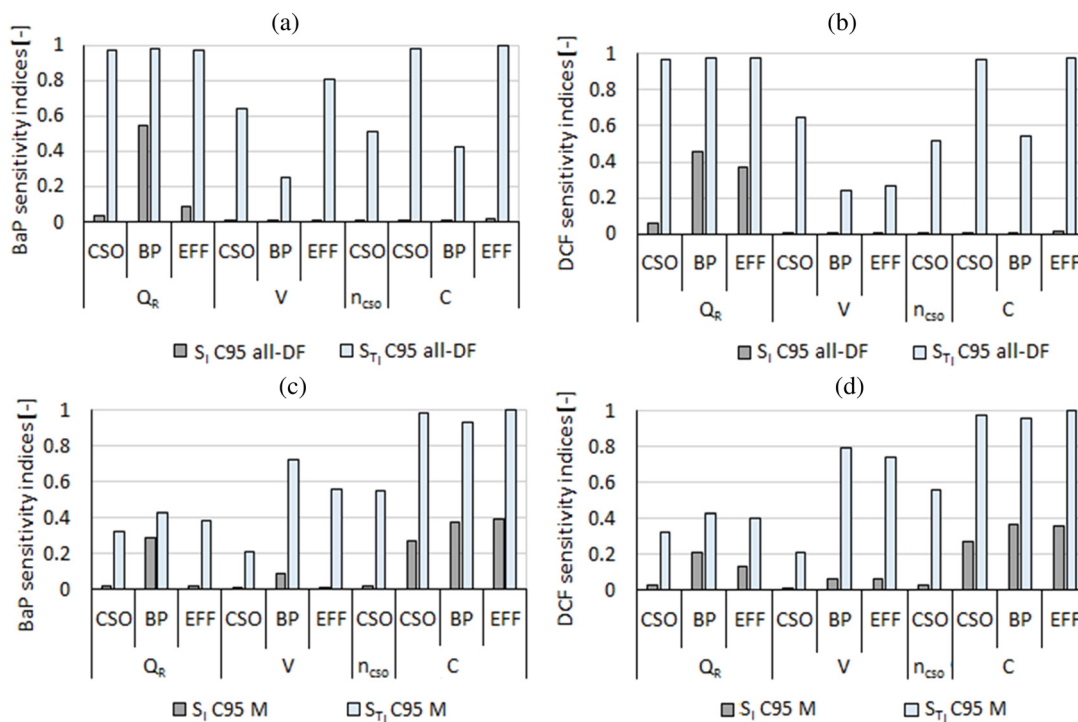 (a)
BaP sensitivity indices [-]
1
0.8
0.6
0.4
0.2
0
CSO BP EFF CSO BP EFF CSO CSO BP EFF
QR V ncso C
SI C95 all-DF STI C95 all-DF
(b)
DCF sensitivity indices [-]
1
0.8
0.6
0.4
0.2
0
CSO BP EFF CSO BP EFF CSO CSO BP EFF
QR V ncso C
SI C95 all-DF STI C95 all-DF
(c)
BaP sensitivity indices [-]
1
0.8
0.6
0.4
0.2
0
CSO BP EFF CSO BP EFF CSO CSO BP EFF
QR V ncso C
SI C95 M STI C95 M
(d)
DCF sensitivity indices [-]
1
0.8
0.6
0.4
0.2
0
CSO BP EFF CSO BP EFF CSO CSO BP EFF
QR V ncso C
SI C95 M STI C95 M